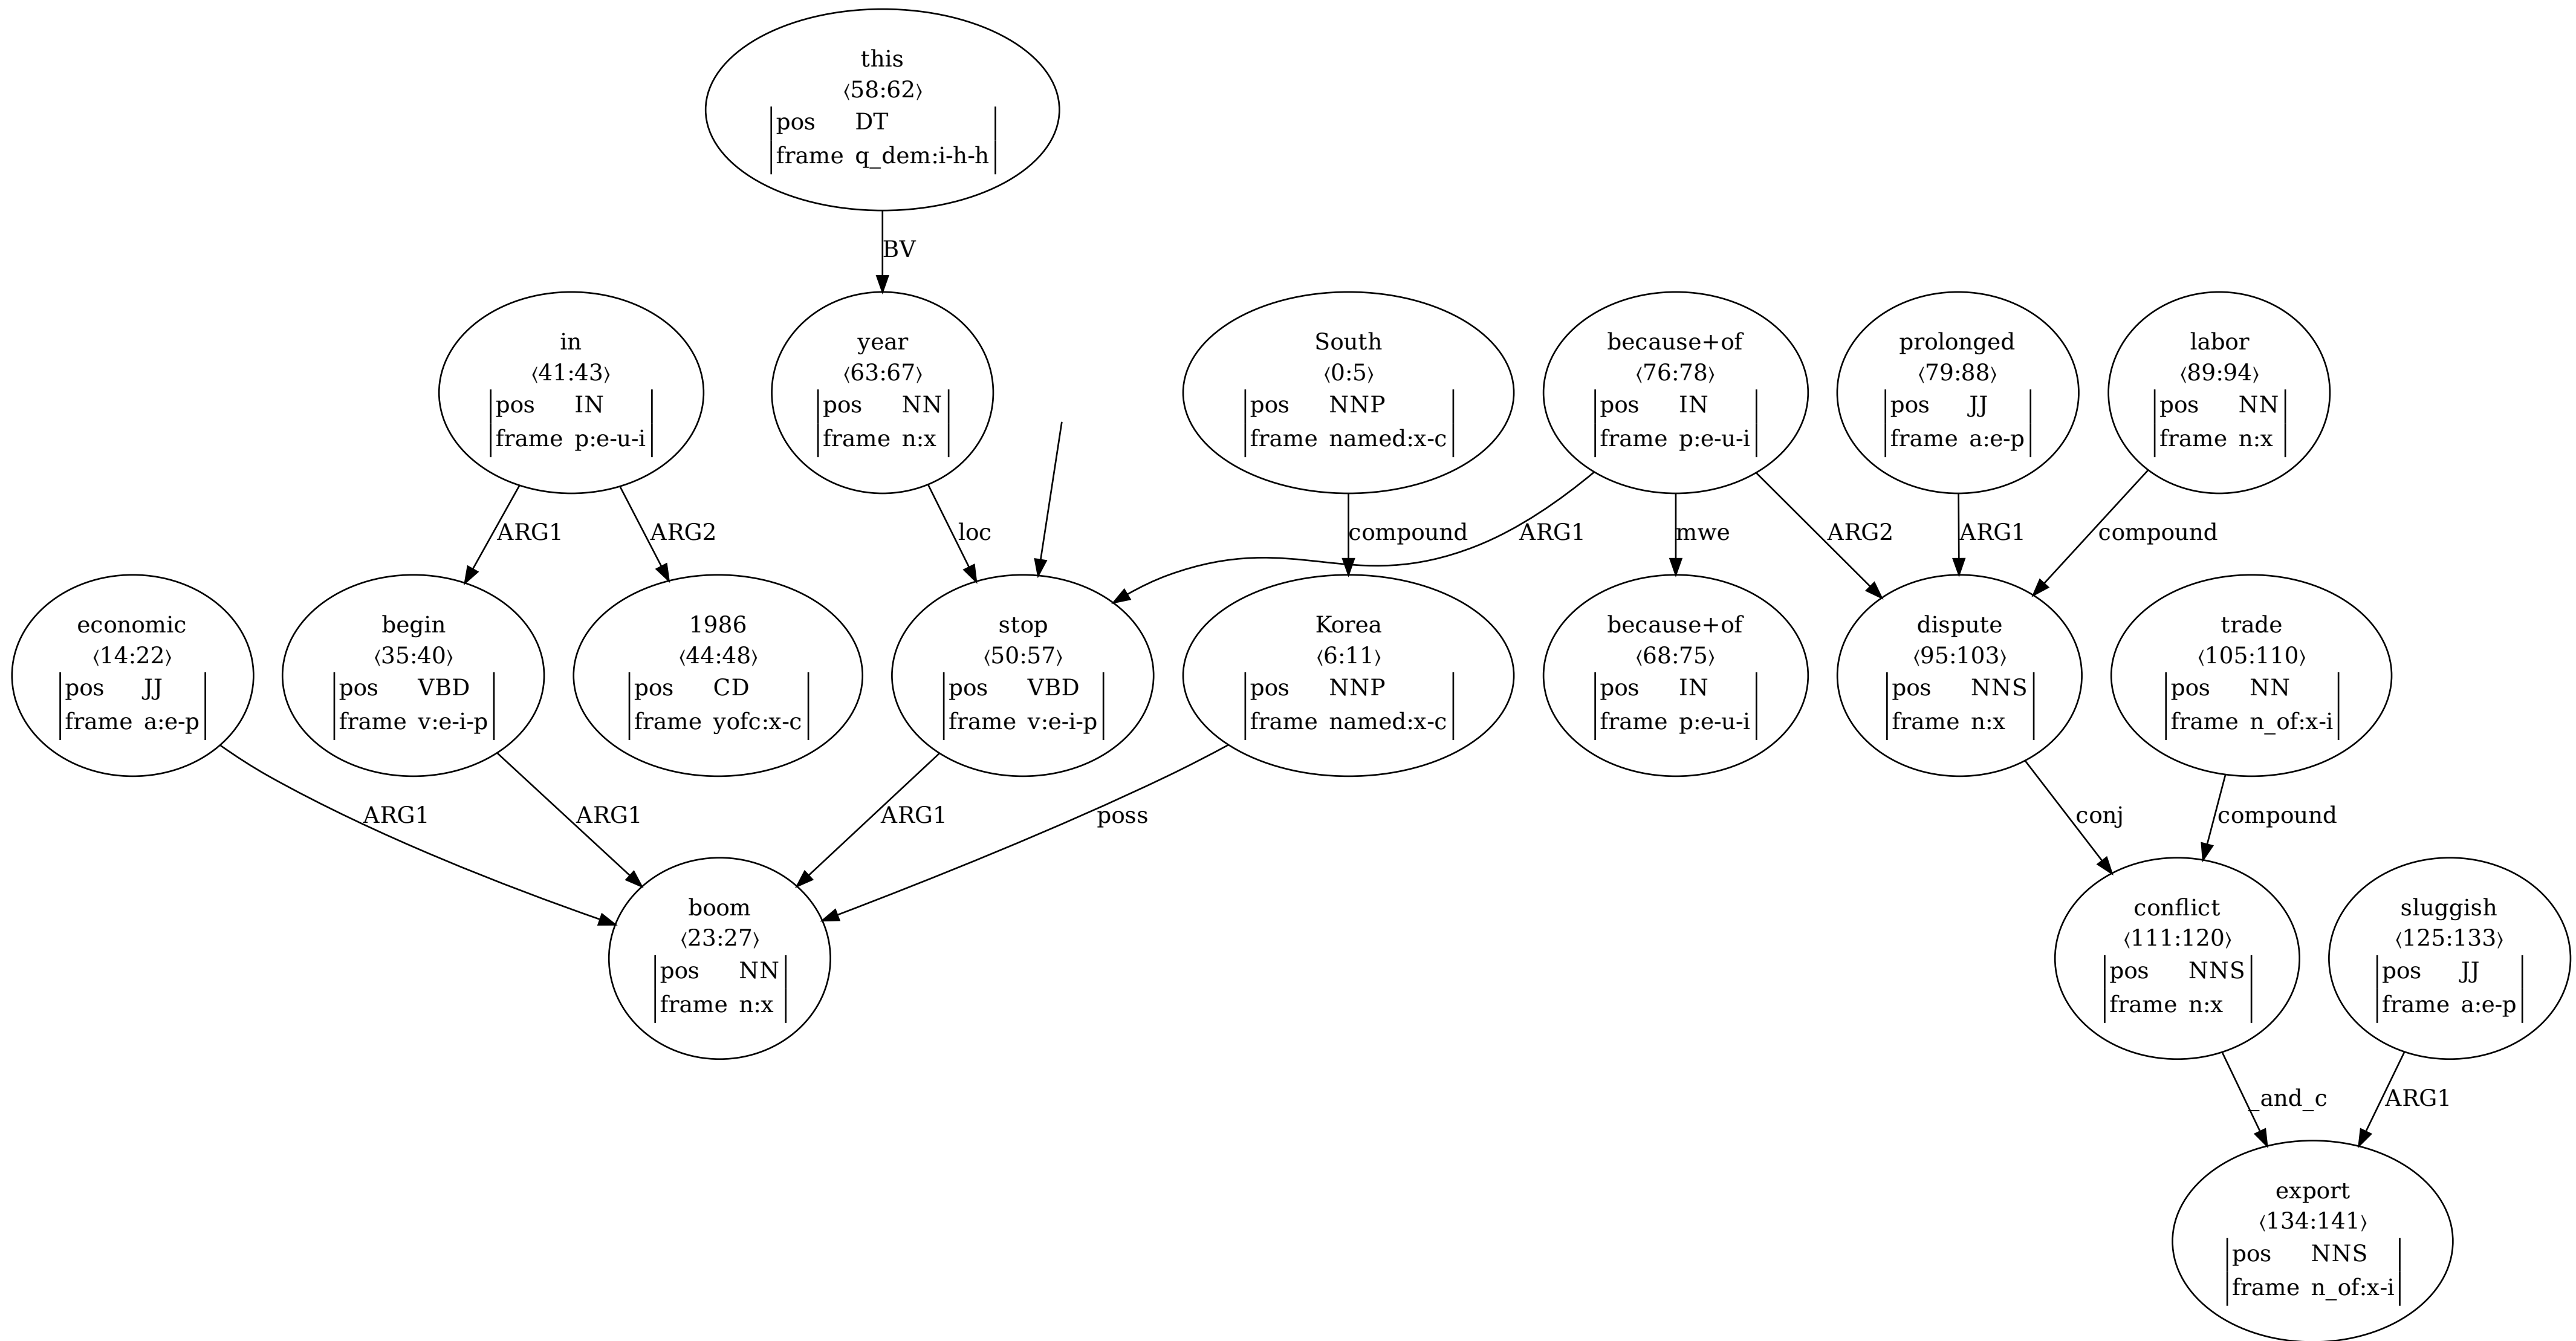 this
⟨58:62⟩
pos DT
frame q_dem:i-h-h
BV
in
⟨41:43⟩
pos IN
frame p:e-u-i
year
⟨63:67⟩
pos NN
frame n:x
South
⟨0:5⟩
pos NNP
frame named:x-c
because+of
⟨76:78⟩
pos IN
frame p:e-u-i
prolonged
⟨79:88⟩
pos JJ
frame a:e-p
labor
⟨89:94⟩
pos NN
frame n:x
ARG1
ARG2
loc
compound
ARG1
mwe
ARG2
ARG1
compound
economic
⟨14:22⟩
pos JJ
frame a:e-p
begin
⟨35:40⟩
pos VBD
frame v:e-i-p
1986
⟨44:48⟩
pos CD
frame yofc:x-c
stop
⟨50:57⟩
pos VBD
frame v:e-i-p
Korea
⟨6:11⟩
pos NNP
frame named:x-c
because+of
⟨68:75⟩
pos IN
frame p:e-u-i
dispute
⟨95:103⟩
pos NNS
frame n:x
trade
⟨105:110⟩
pos NN
frame n_of:x-i
ARG1
ARG1
ARG1
poss
conj
compound
boom
⟨23:27⟩
pos NN
frame n:x
conflict
⟨111:120⟩
pos NNS
frame n:x
sluggish
⟨125:133⟩
pos JJ
frame a:e-p
_and_c
ARG1
export
⟨134:141⟩
pos NNS
frame n_of:x-i